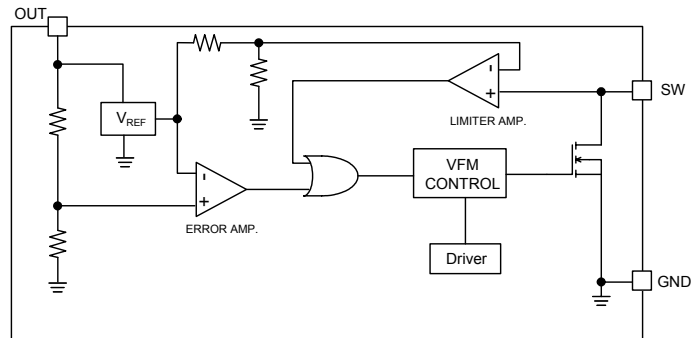 OUT
SW
-
+
LIMITER AMP.
VREF
-
+
ERROR AMP.
VFM
CONTROL
Driver
GND